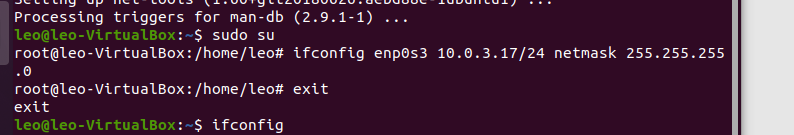 Processing triggers for man-db (2.9.1-1) ...
leo@leo-VirtualBox:~$ sudo su
root@leo-VirtualBox:/home/leo# ifconfig enp0s3 10.0.3.17/24 netmask 255.255.255
.0
root@leo-VirtualBox:/home/leo# exit
exit
leo@leo-VirtualBox:~$ ifconfig